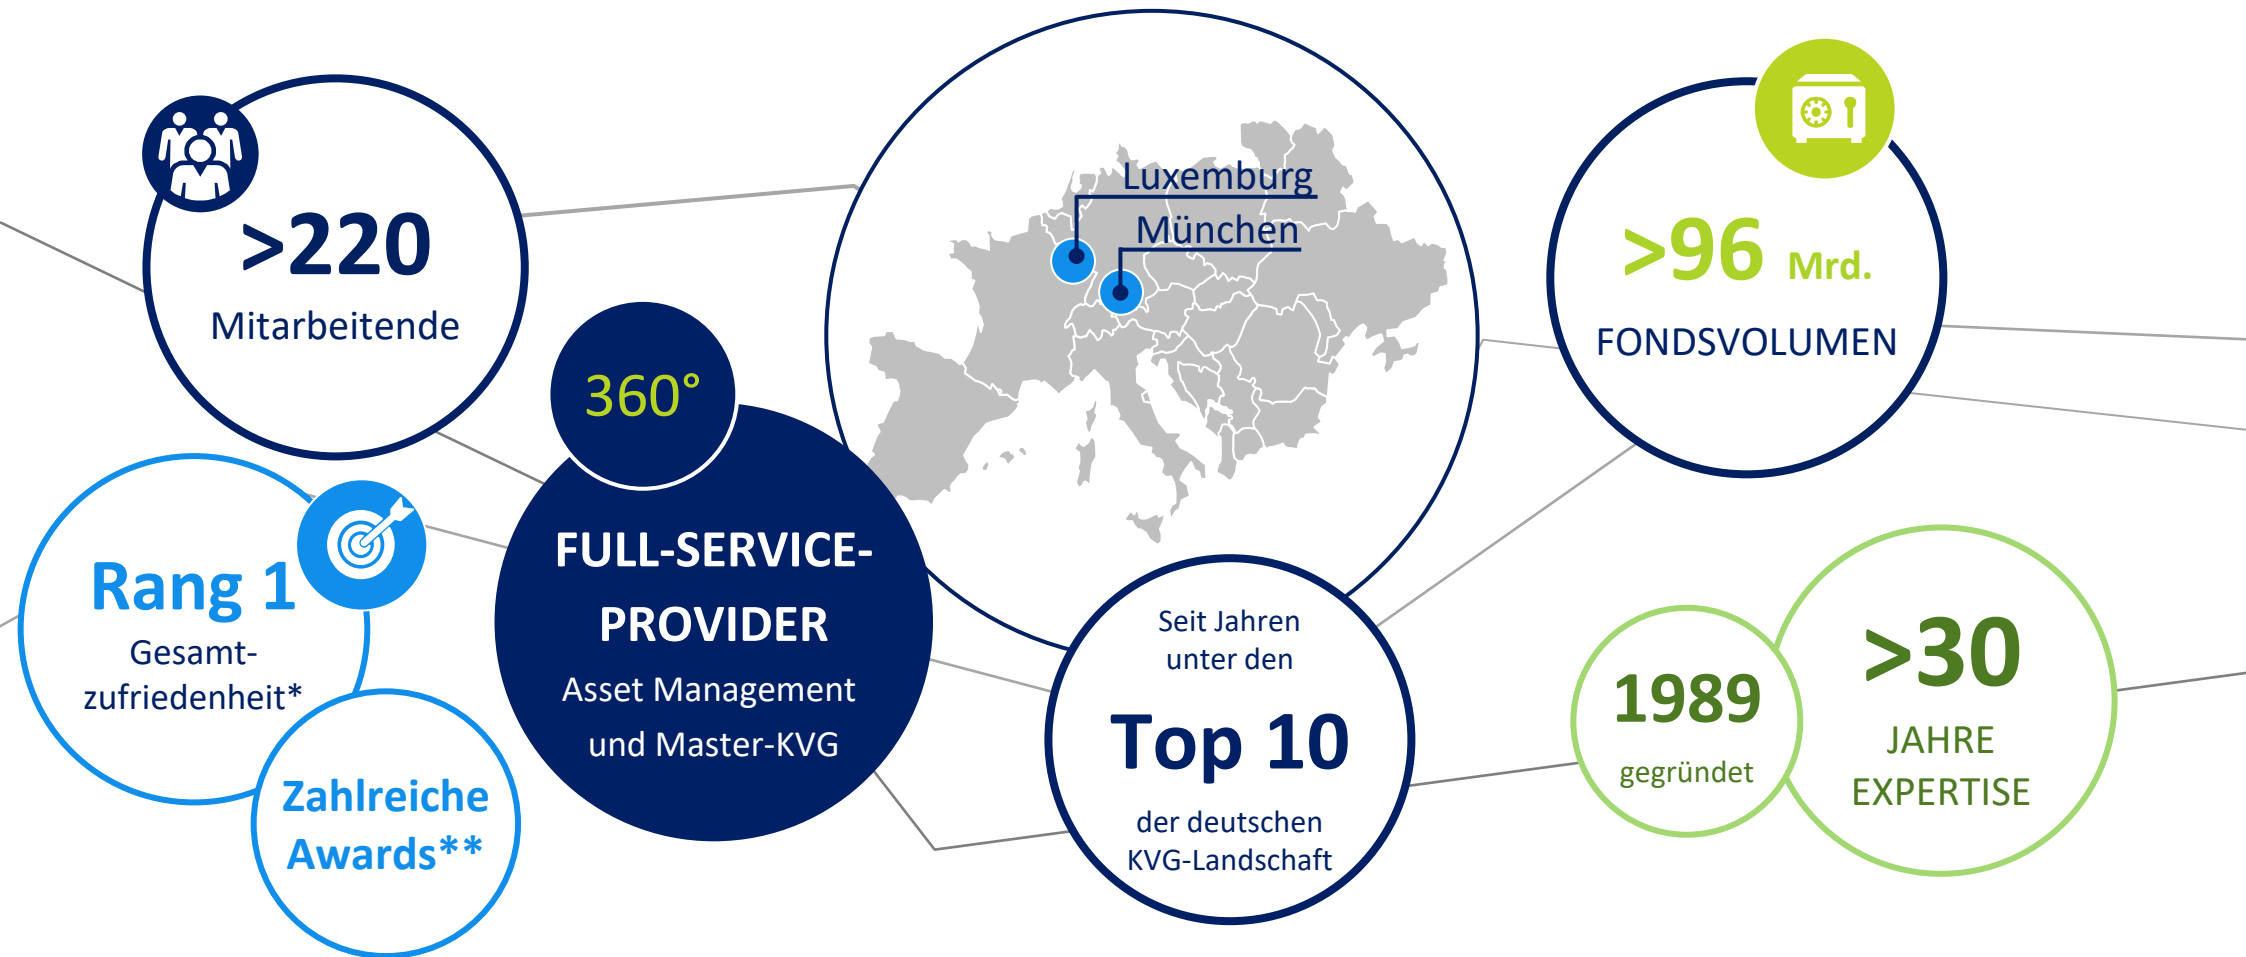 >220
Mitarbeitende
Luxemburg
München
>96 Mrd.
FONDSVOLUMEN
360°
FULL-SERVICE-
PROVIDER
Asset Management
und Master-KVG
Rang 1
Gesamt-
zufriedenheit*
Zahlreiche
Awards**
Seit Jahren
unter den
Top 10
der deutschen
KVG-Landschaft
1989
gegründet
>30
JAHRE
EXPERTISE